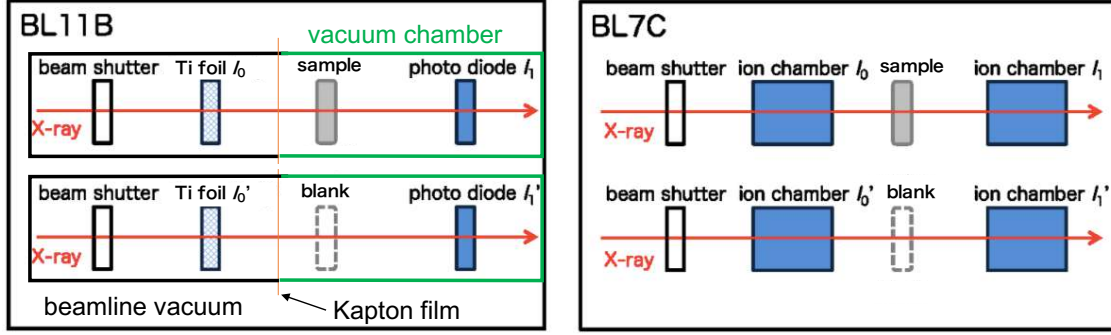 BL11B
vacuum chamber
beam shutter Ti foil I0 sample photo diode I1
X-ray
beam shutter Ti foil I0' blank photo diode I1'
X-ray
beamline vacuum
Kapton film
BL7C
beam shutter ion chamber I0 sample ion chamber I1
X-ray
beam shutter ion chamber I0' blank ion chamber I1'
X-ray